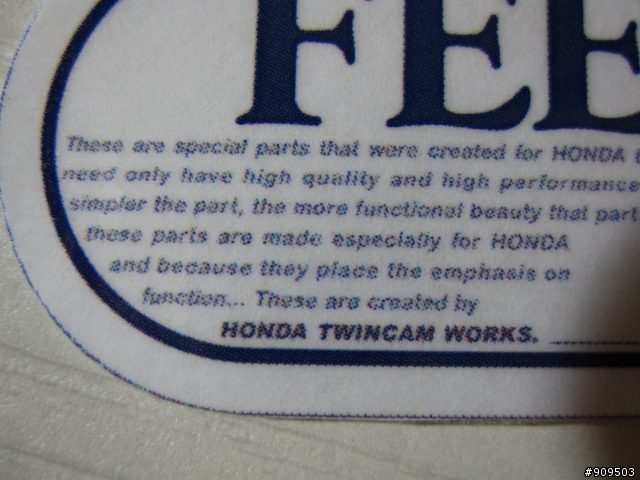 FEE
These are special parts that were created for HONDA
need only have high quality and high performance
simpler the part, the more functional beauty that part
these parts are made especially for HONDA
and because they place the emphasis on
function... These are created by
HONDA TWINCAM WORKS.
#909503